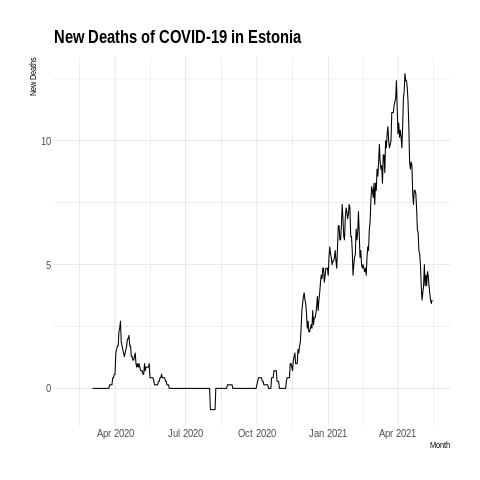 New Deaths of COVID-19 in Estonia
New Deaths
10
5
0
Apr 2020 Jul 2020 Oct 2020 Jan 2021 Apr 2021
Month